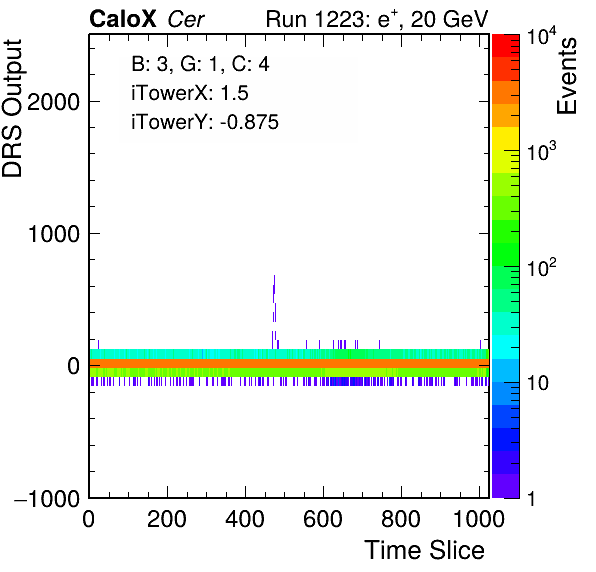 CaloX Cer Run 1223: e⁺, 20 GeV
B: 3, G: 1, C: 4
iTowerX: 1.5
iTowerY: -0.875
DRS Output
2000
1000
0
−1000
0 200 400 600 800 1000
Time Slice
Events
10⁴
10³
10²
10
1